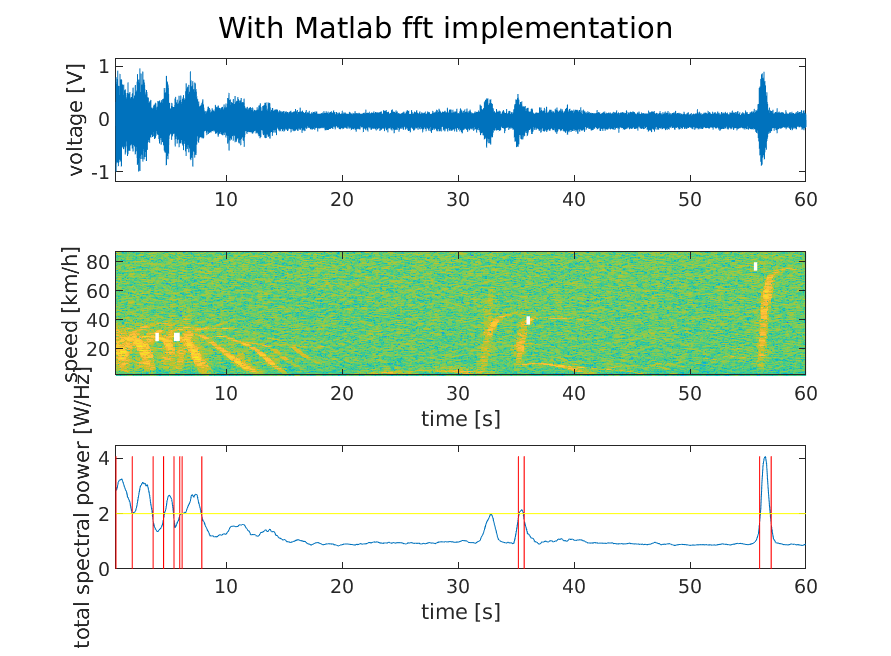 With Matlab fft implementation
voltage [V]
1
0
-1
10 20 30 40 50 60
speed [km/h]
80
60
40
20
10 20 30 40 50 60
time [s]
total spectral power [W/Hz]
4
2
0
10 20 30 40 50 60
time [s]